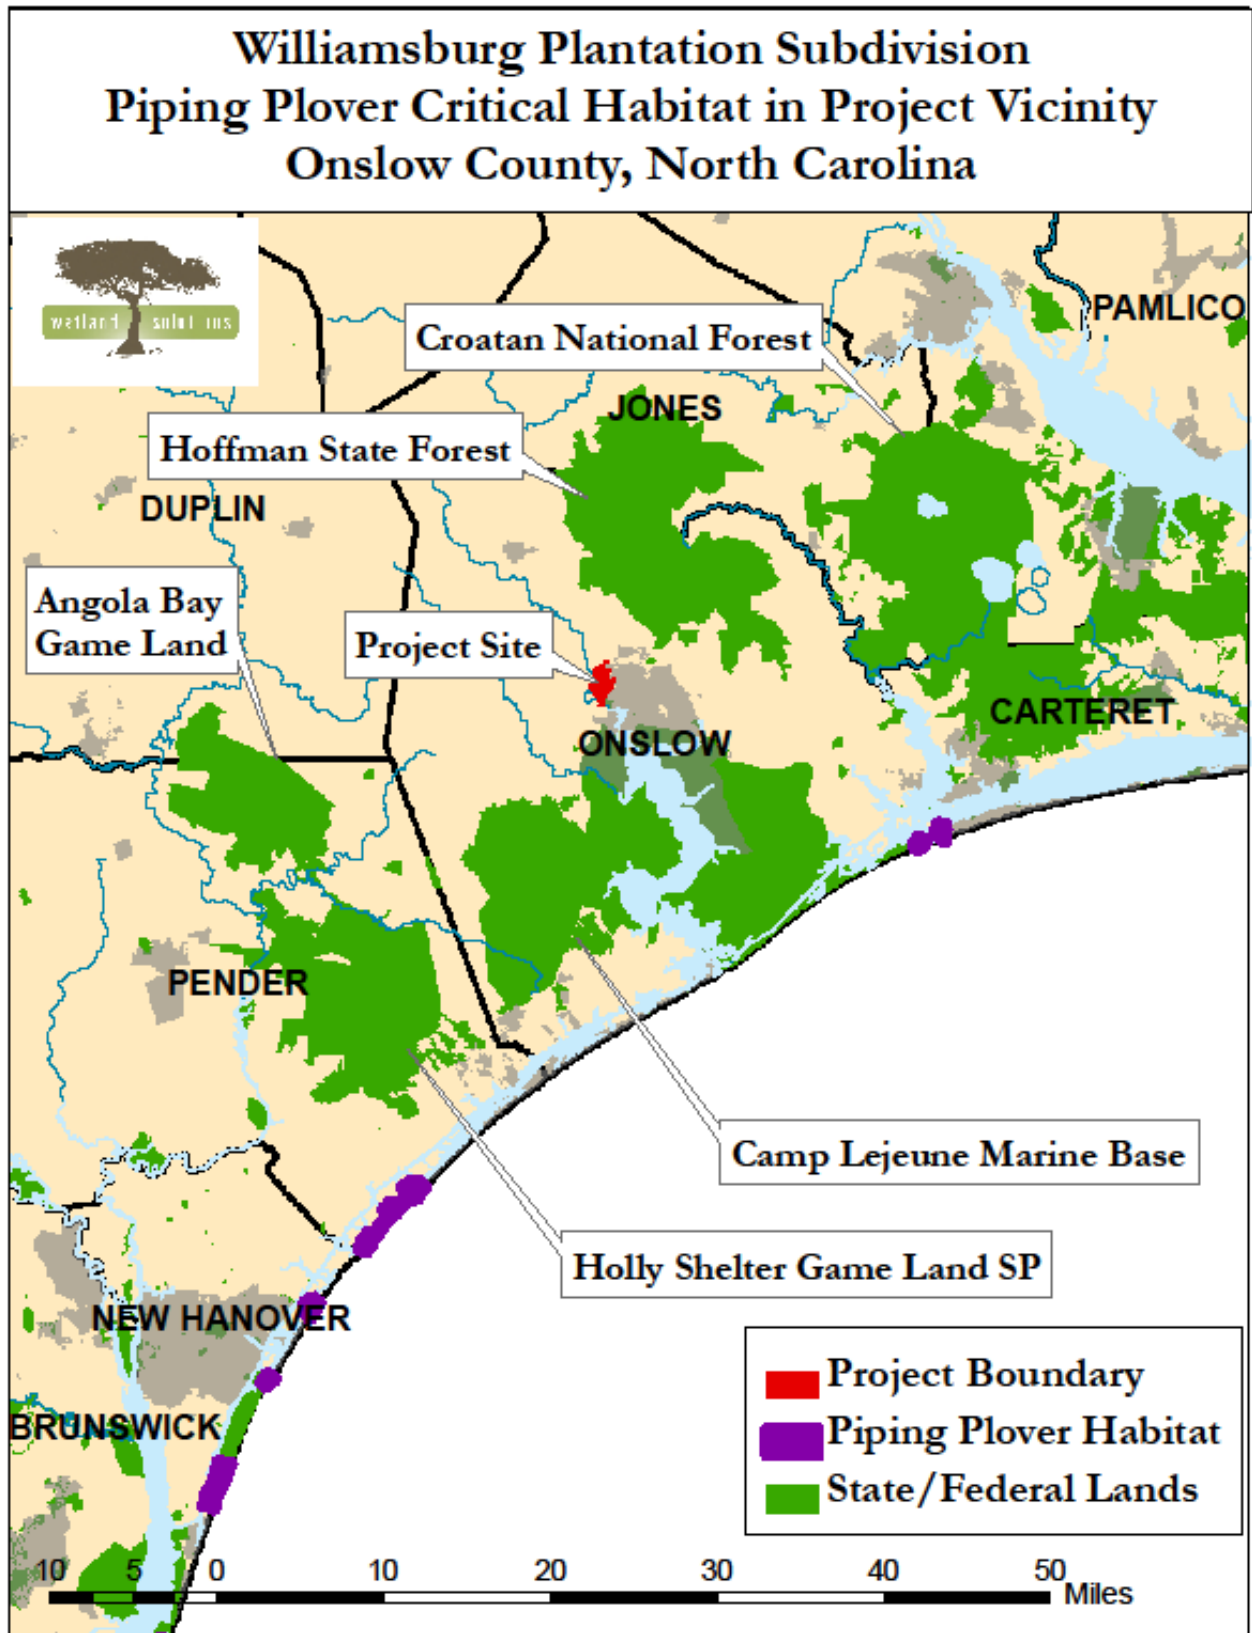 Williamsburg Plantation Subdivision
Piping Plover Critical Habitat in Project Vicinity
Onslow County, North Carolina
wetland
PAMLICO
Croatan National Forest
JONES
Hoffman State Forest
DUPLIN
Angola Bay
Game Land
Project Site
CARTERET
ONSLOW
PENDER
Camp Lejeune Marine Base
Holly Shelter Game Land SP
NEW HANOVER
BRUNSWICK
Project Boundary
Piping Plover Habitat
State/Federal Lands
10 5 0 10 20 30 40 50
Miles